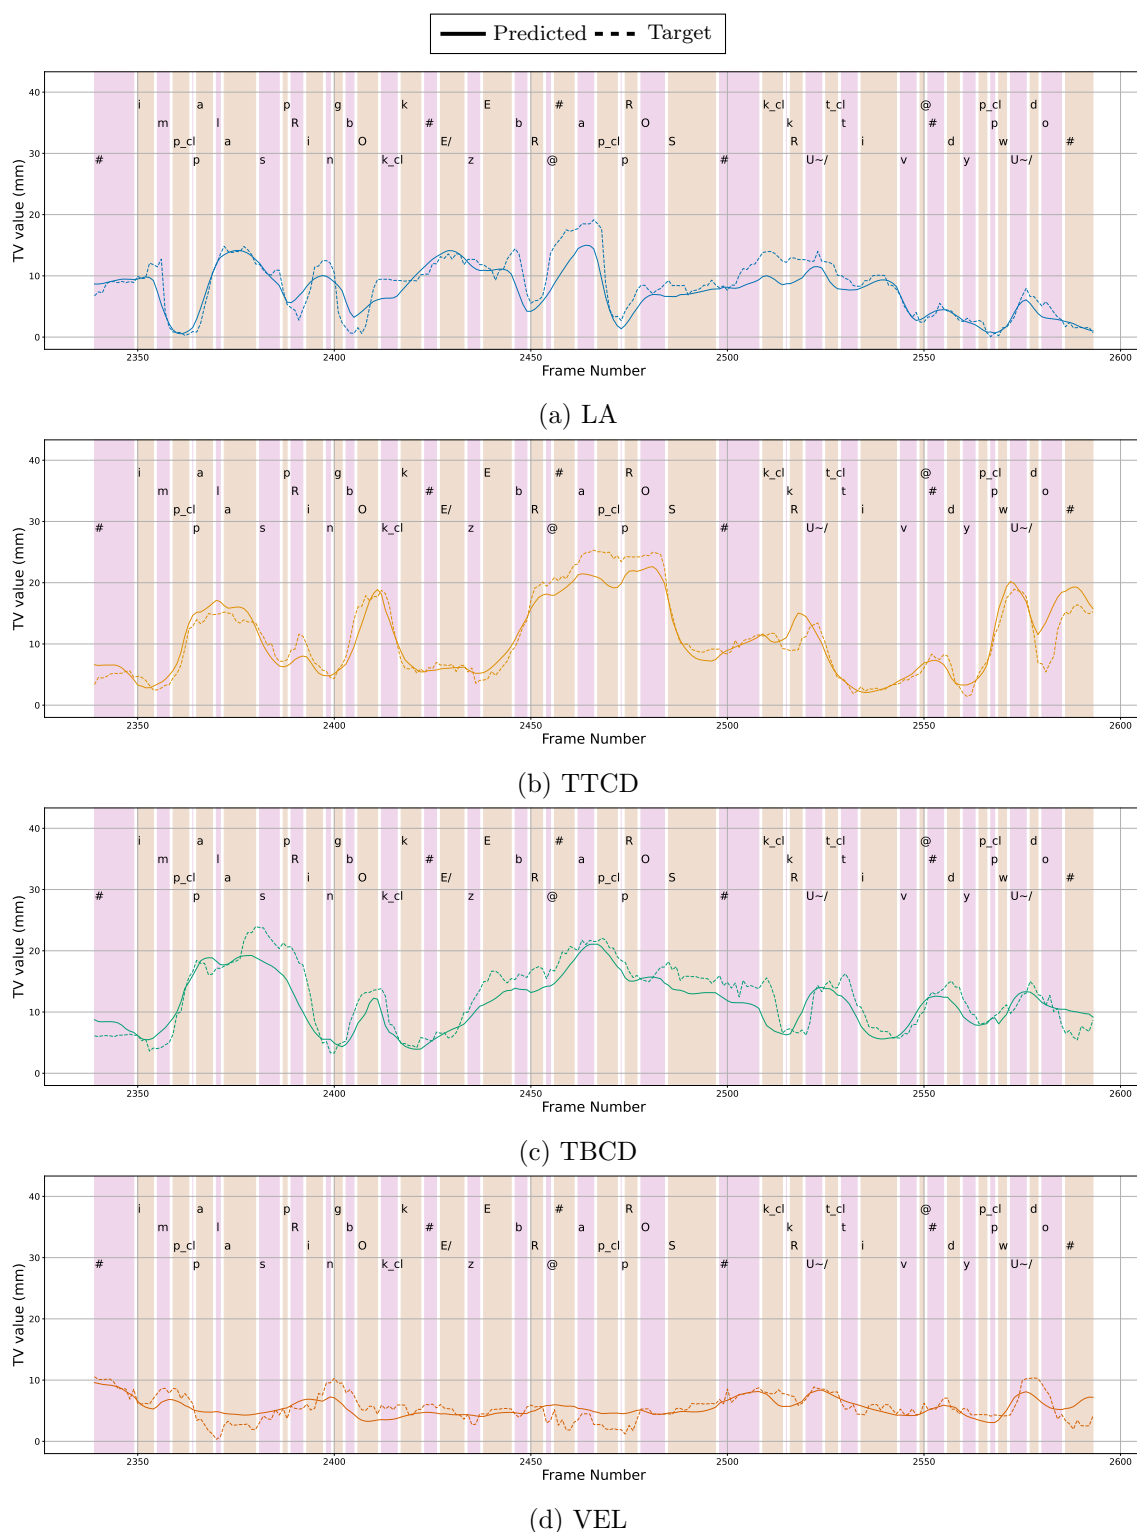 Predicted Target
40
i a p g k E # R k_cl t_cl @ p_cl d
m l R b # b a O k t # p o
30
p_cl a i O E/ R p_cl S R i d w #
# p s n k_cl z @ p # U~/ v y U~/
20
10
0
TV value (mm)
2350 2400 2450 2500 2550 2600
Frame Number
(a) LA
40
i a p g k E # R k_cl t_cl @ p_cl d
m l R b # b a O k t # p o
30
p_cl a i O E/ R p_cl S R i d w #
# p s n k_cl z @ p # U~/ v y U~/
20
10
0
TV value (mm)
2350 2400 2450 2500 2550 2600
Frame Number
(b) TTCD
40
i a p g k E # R k_cl t_cl @ p_cl d
m l R b # b a O k t # p o
30
p_cl a i O E/ R p_cl S R i d w #
# p s n k_cl z @ p # U~/ v y U~/
20
10
0
TV value (mm)
2350 2400 2450 2500 2550 2600
Frame Number
(c) TBCD
40
i a p g k E # R k_cl t_cl @ p_cl d
m l R b # b a O k t # p o
30
p_cl a i O E/ R p_cl S R i d w #
# p s n k_cl z @ p # U~/ v y U~/
20
10
0
TV value (mm)
2350 2400 2450 2500 2550 2600
Frame Number
(d) VEL